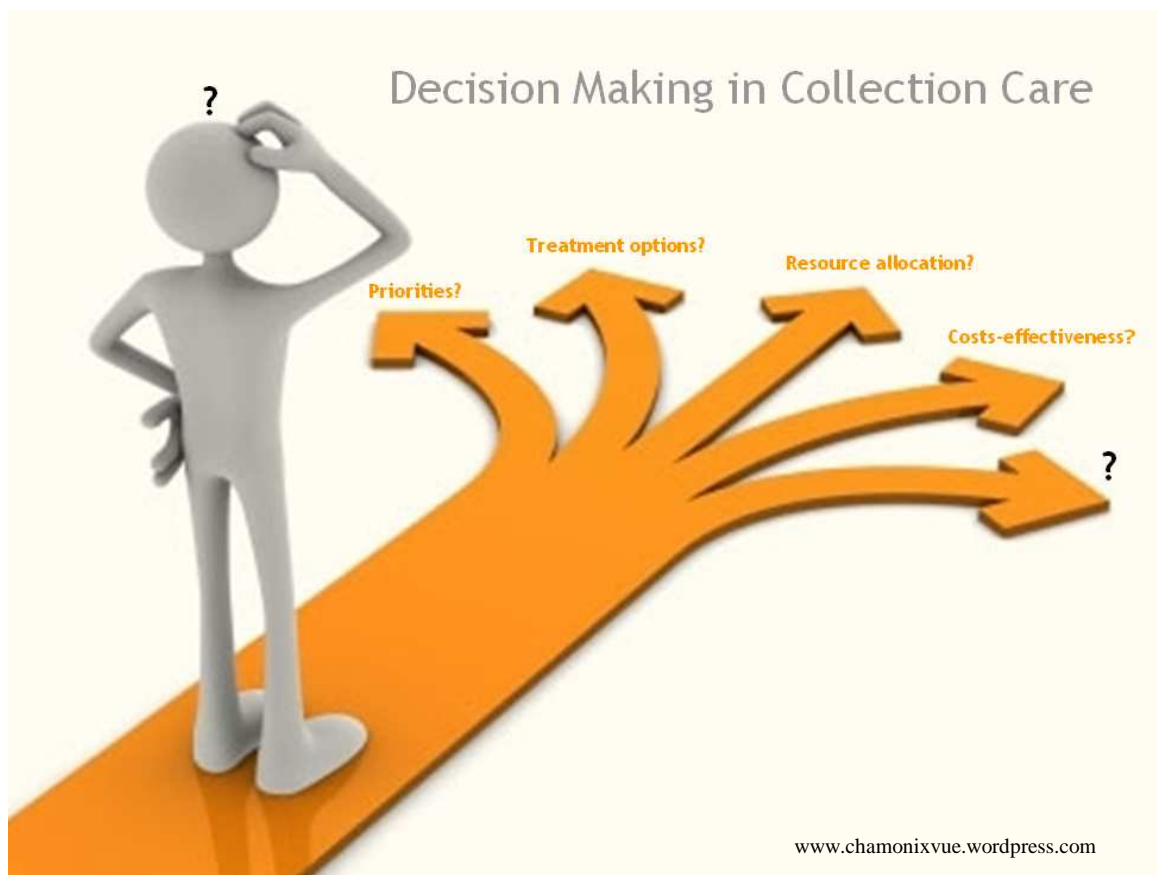 Decision Making in Collection Care
?
Treatment options?
Resource allocation?
Priorities?
Costs-effectiveness?
?
www.chamonixvue.wordpress.com